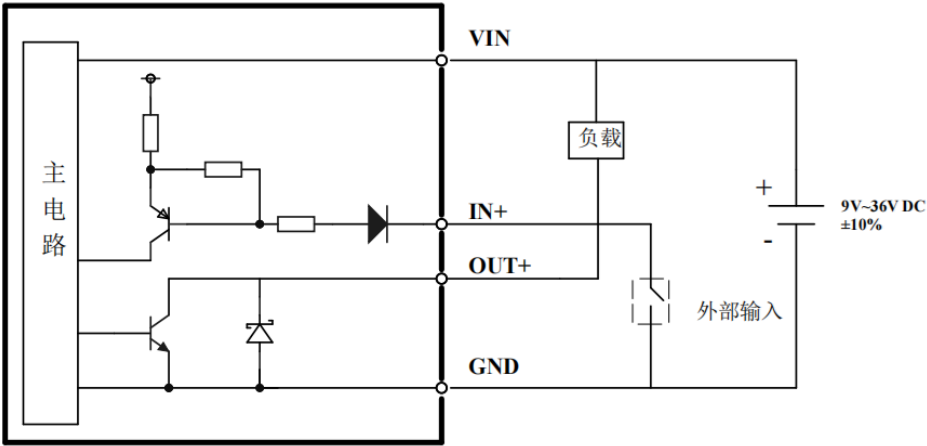 VIN
负载
主
电
路
IN+
+
9V~36V DC
±10%
-
OUT+
外部输入
GND